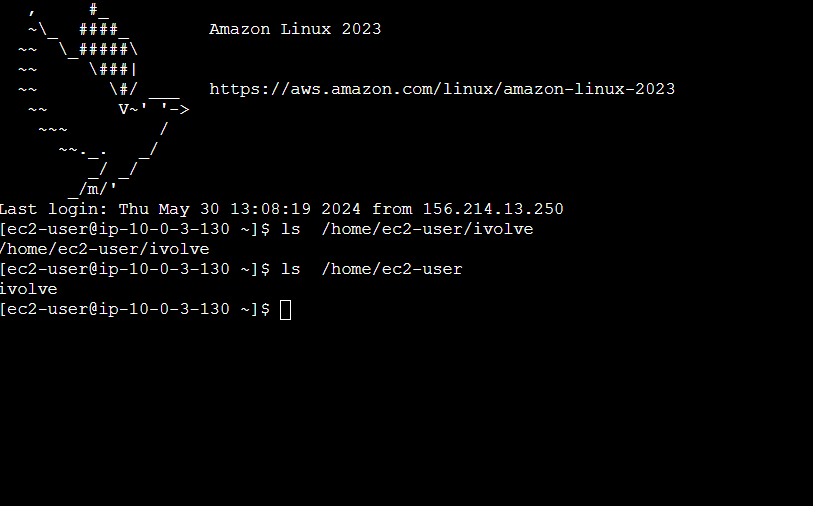 ,     #_
   ~\_  ####_        Amazon Linux 2023
  ~~  \_#####\
  ~~     \###|
  ~~       \#/ ___   https://aws.amazon.com/linux/amazon-linux-2023
   ~~       V~' '->
    ~~~         /
      ~~._.   _/
         _/ _/
       _/m/'
Last login: Thu May 30 13:08:19 2024 from 156.214.13.250
[ec2-user@ip-10-0-3-130 ~]$ ls  /home/ec2-user/ivolve
/home/ec2-user/ivolve
[ec2-user@ip-10-0-3-130 ~]$ ls  /home/ec2-user
ivolve
[ec2-user@ip-10-0-3-130 ~]$